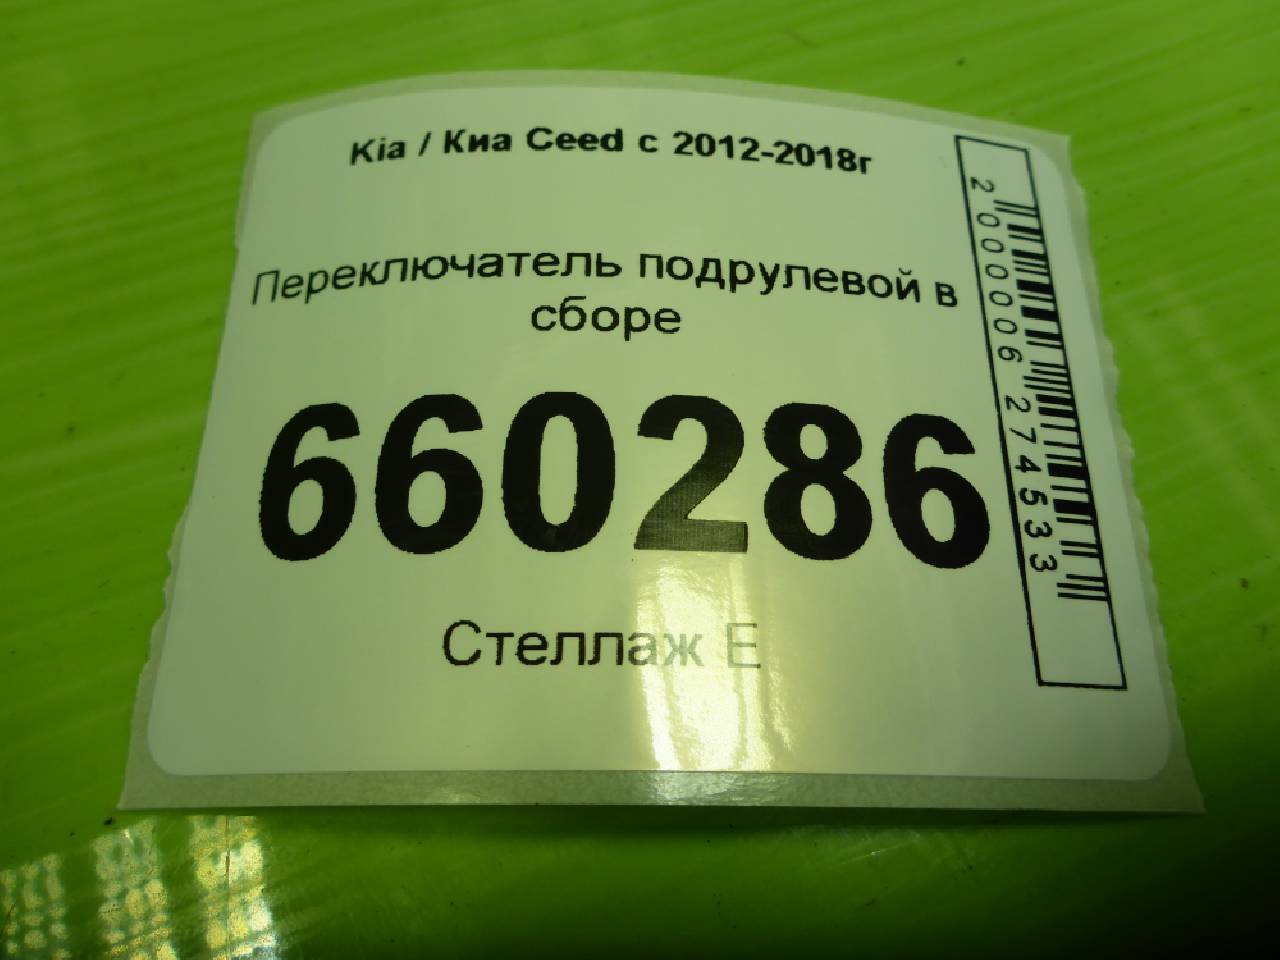 Kia / Киа Ceed с 2012-2018г
Переключатель подрулевой в
сборе
660286
Стеллаж Е
2000006274533